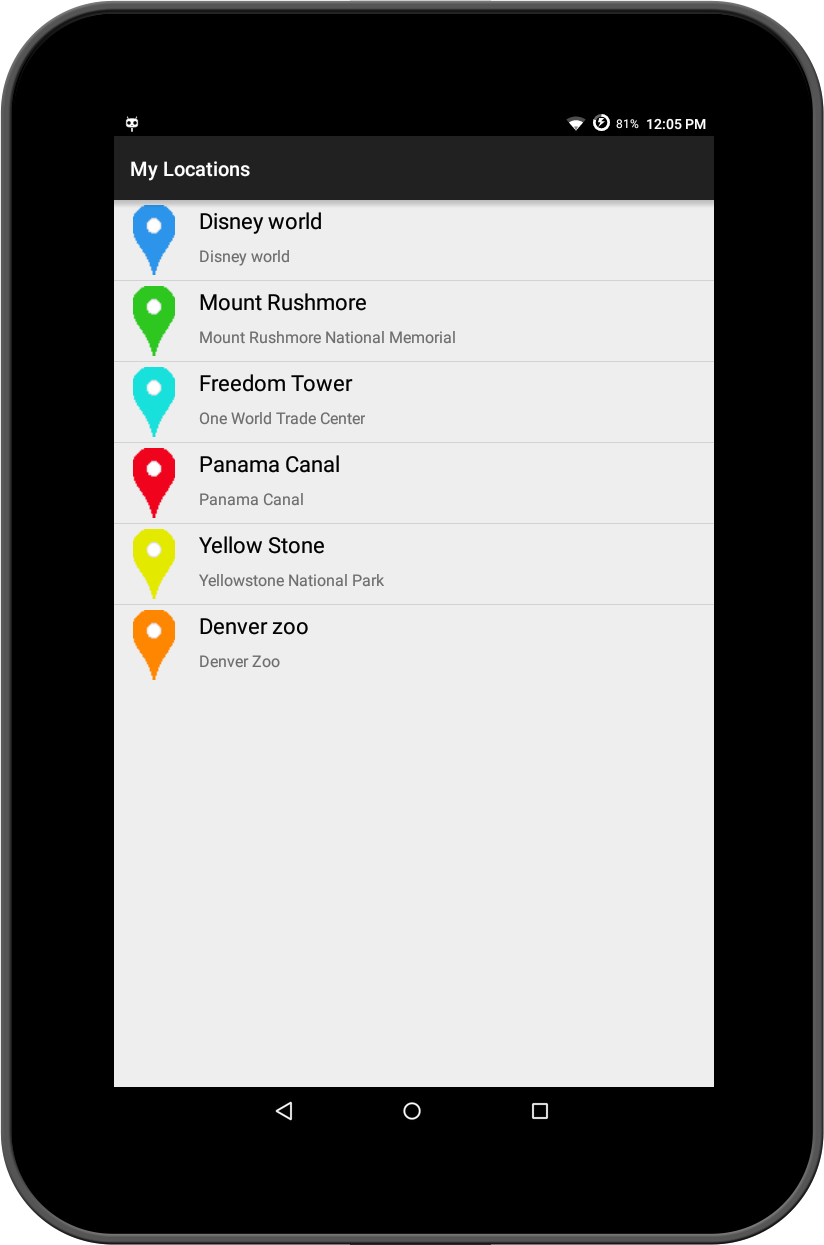 81% 12:05 PM
My Locations
Disney world
Disney world
Mount Rushmore
Mount Rushmore National Memorial
Freedom Tower
One World Trade Center
Panama Canal
Panama Canal
Yellow Stone
Yellowstone National Park
Denver zoo
Denver Zoo